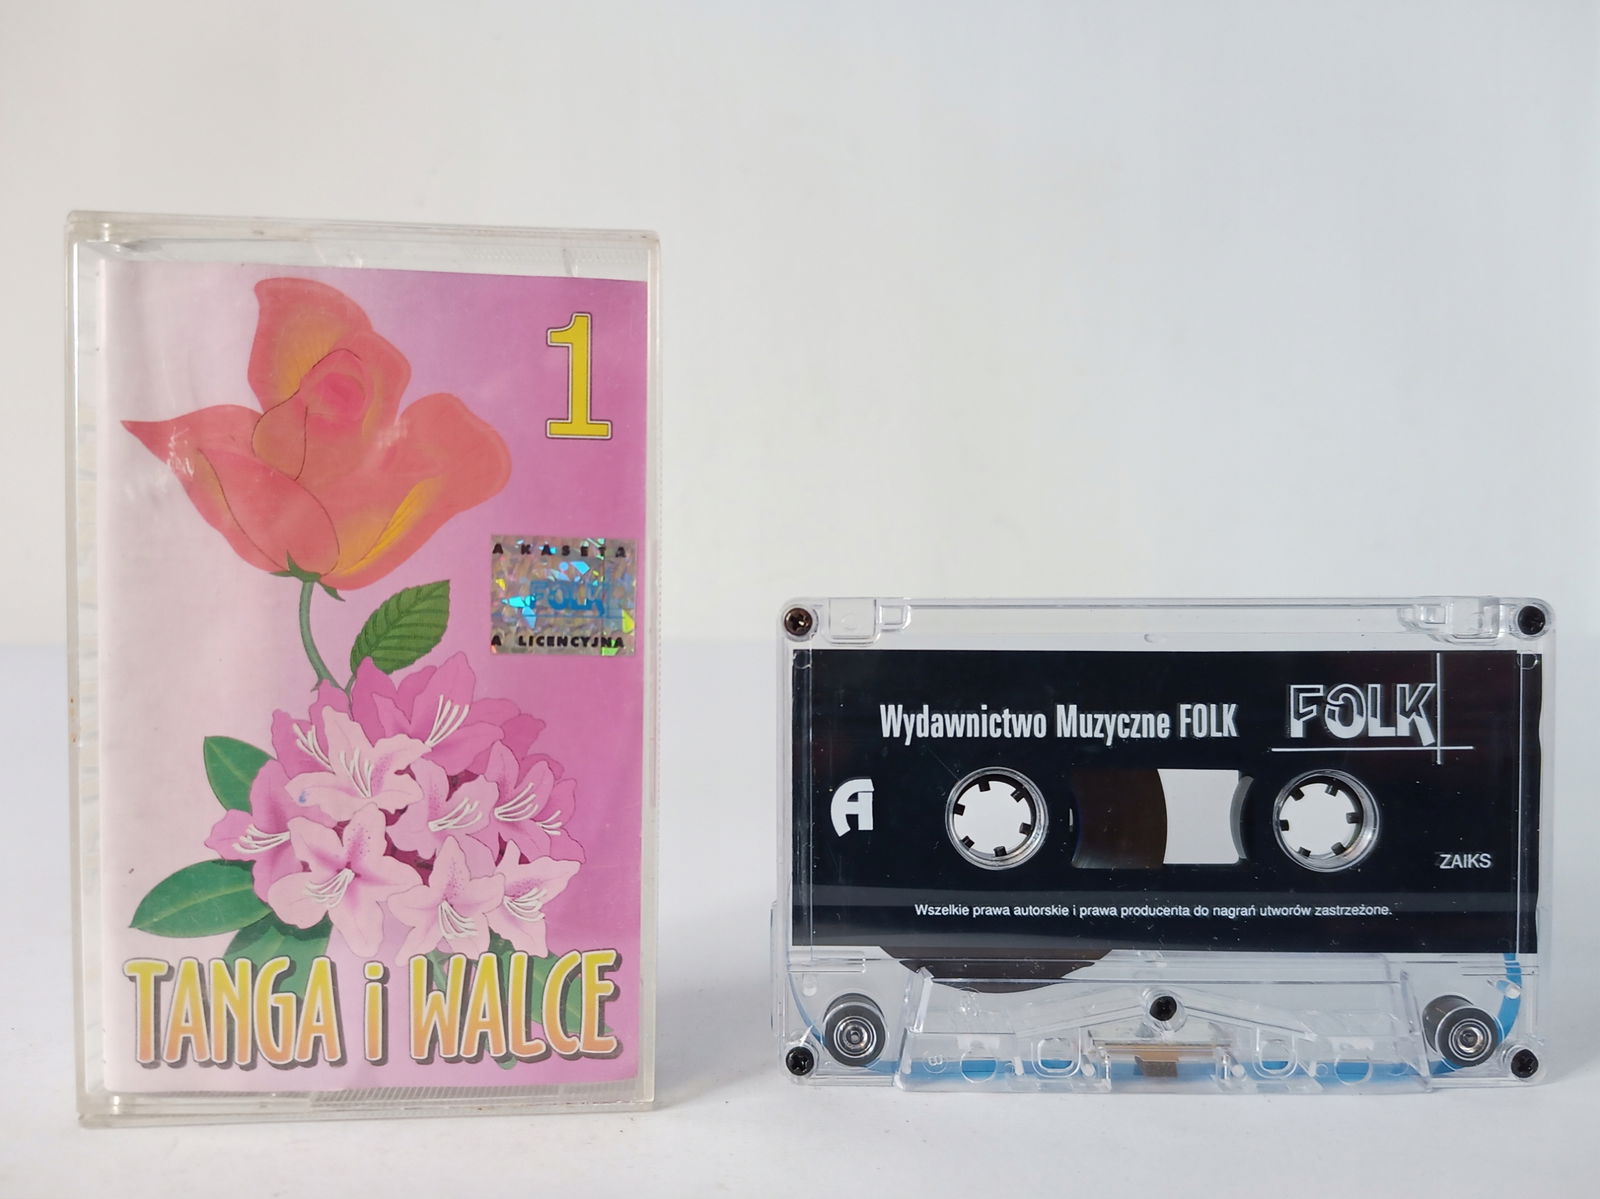 1
A KASETA
FOLK
A LICENCYJNA
TANGA i WALCE
Wydawnictwo Muzyczne FOLK
FOLK
A
ZAIKS
Wszelkie prawa autorskie i prawa producenta do nagrań utworów zastrzeżone.